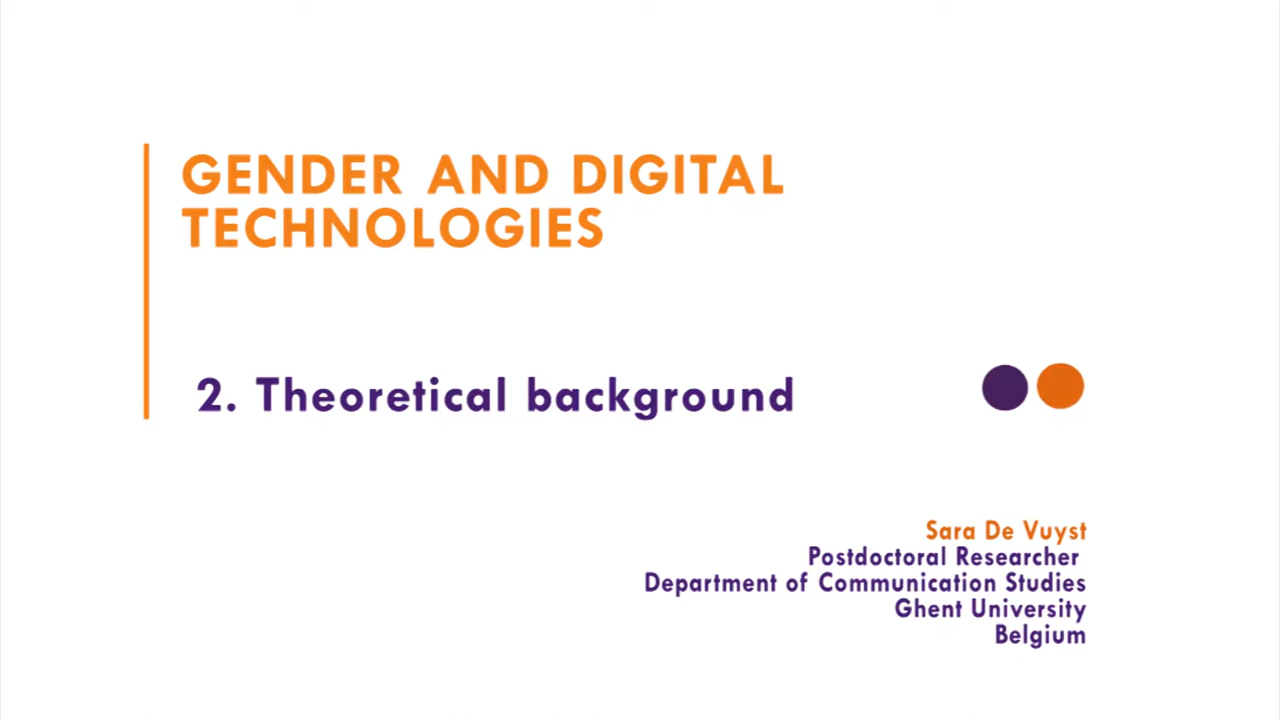 GENDER AND DIGITAL
TECHNOLOGIES
2. Theoretical background
Sara De Vuyst
Postdoctoral Researcher
Department of Communication Studies
Ghent University
Belgium